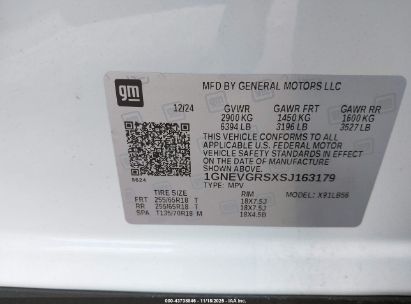 gm
MFD BY GENERAL MOTORS LLC
12/24 GVWR GAWR FRT GAWR RR
2900 KG 1450 KG 1600 KG
6394 LB 3196 LB 3527 LB
THIS VEHICLE CONFORMS TO ALL
APPLICABLE U.S. FEDERAL MOTOR
VEHICLE SAFETY STANDARDS IN EFFECT
ON THE DATE OF MANUFACTURE
SHOWN ABOVE.
1GNEVGRSXSJ163179
8624 TYPE: MPV
TIRE SIZE RIM MODEL: X91LB56
FRT 255/65R18 T 18X7.5J
RR 255/65R18 T 18X7.5J
SPA T135/70R18 M 18X4.5B